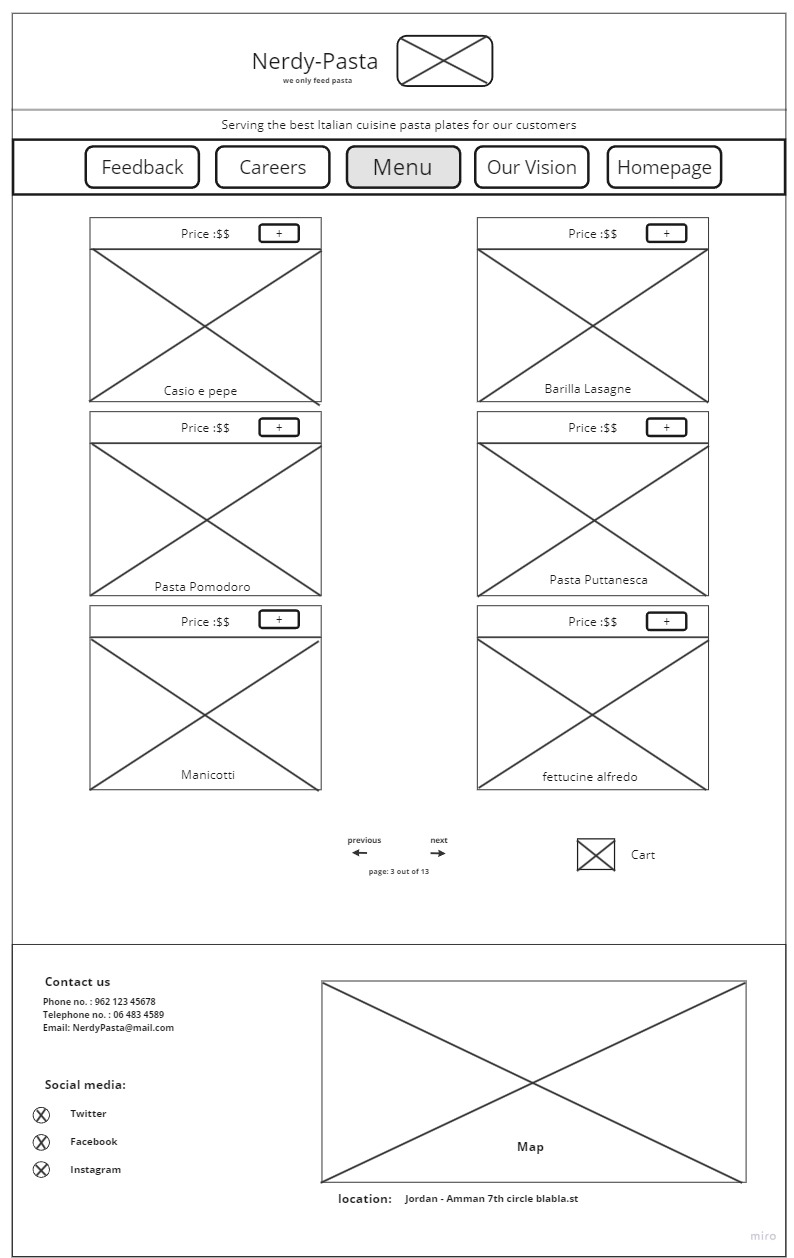 Nerdy-Pasta
we only feed pasta
Serving the best Italian cuisine pasta plates for our customers
Feedback
Careers
Menu
Our Vision
Homepage
Price :$$
+
Casio e pepe
Price :$$
+
Barilla Lasagne
Price :$$
+
Pasta Pomodoro
Price :$$
+
Pasta Puttanesca
Price :$$
+
Manicotti
Price :$$
+
fettucine alfredo
previous
next
page: 3 out of 13
Cart
Contact us
Phone no. : 962 123 45678
Telephone no. : 06 483 4589
Email: NerdyPasta@mail.com
Social media:
Twitter
Facebook
Instagram
Map
location: Jordan - Amman 7th circle blabla.st
miro